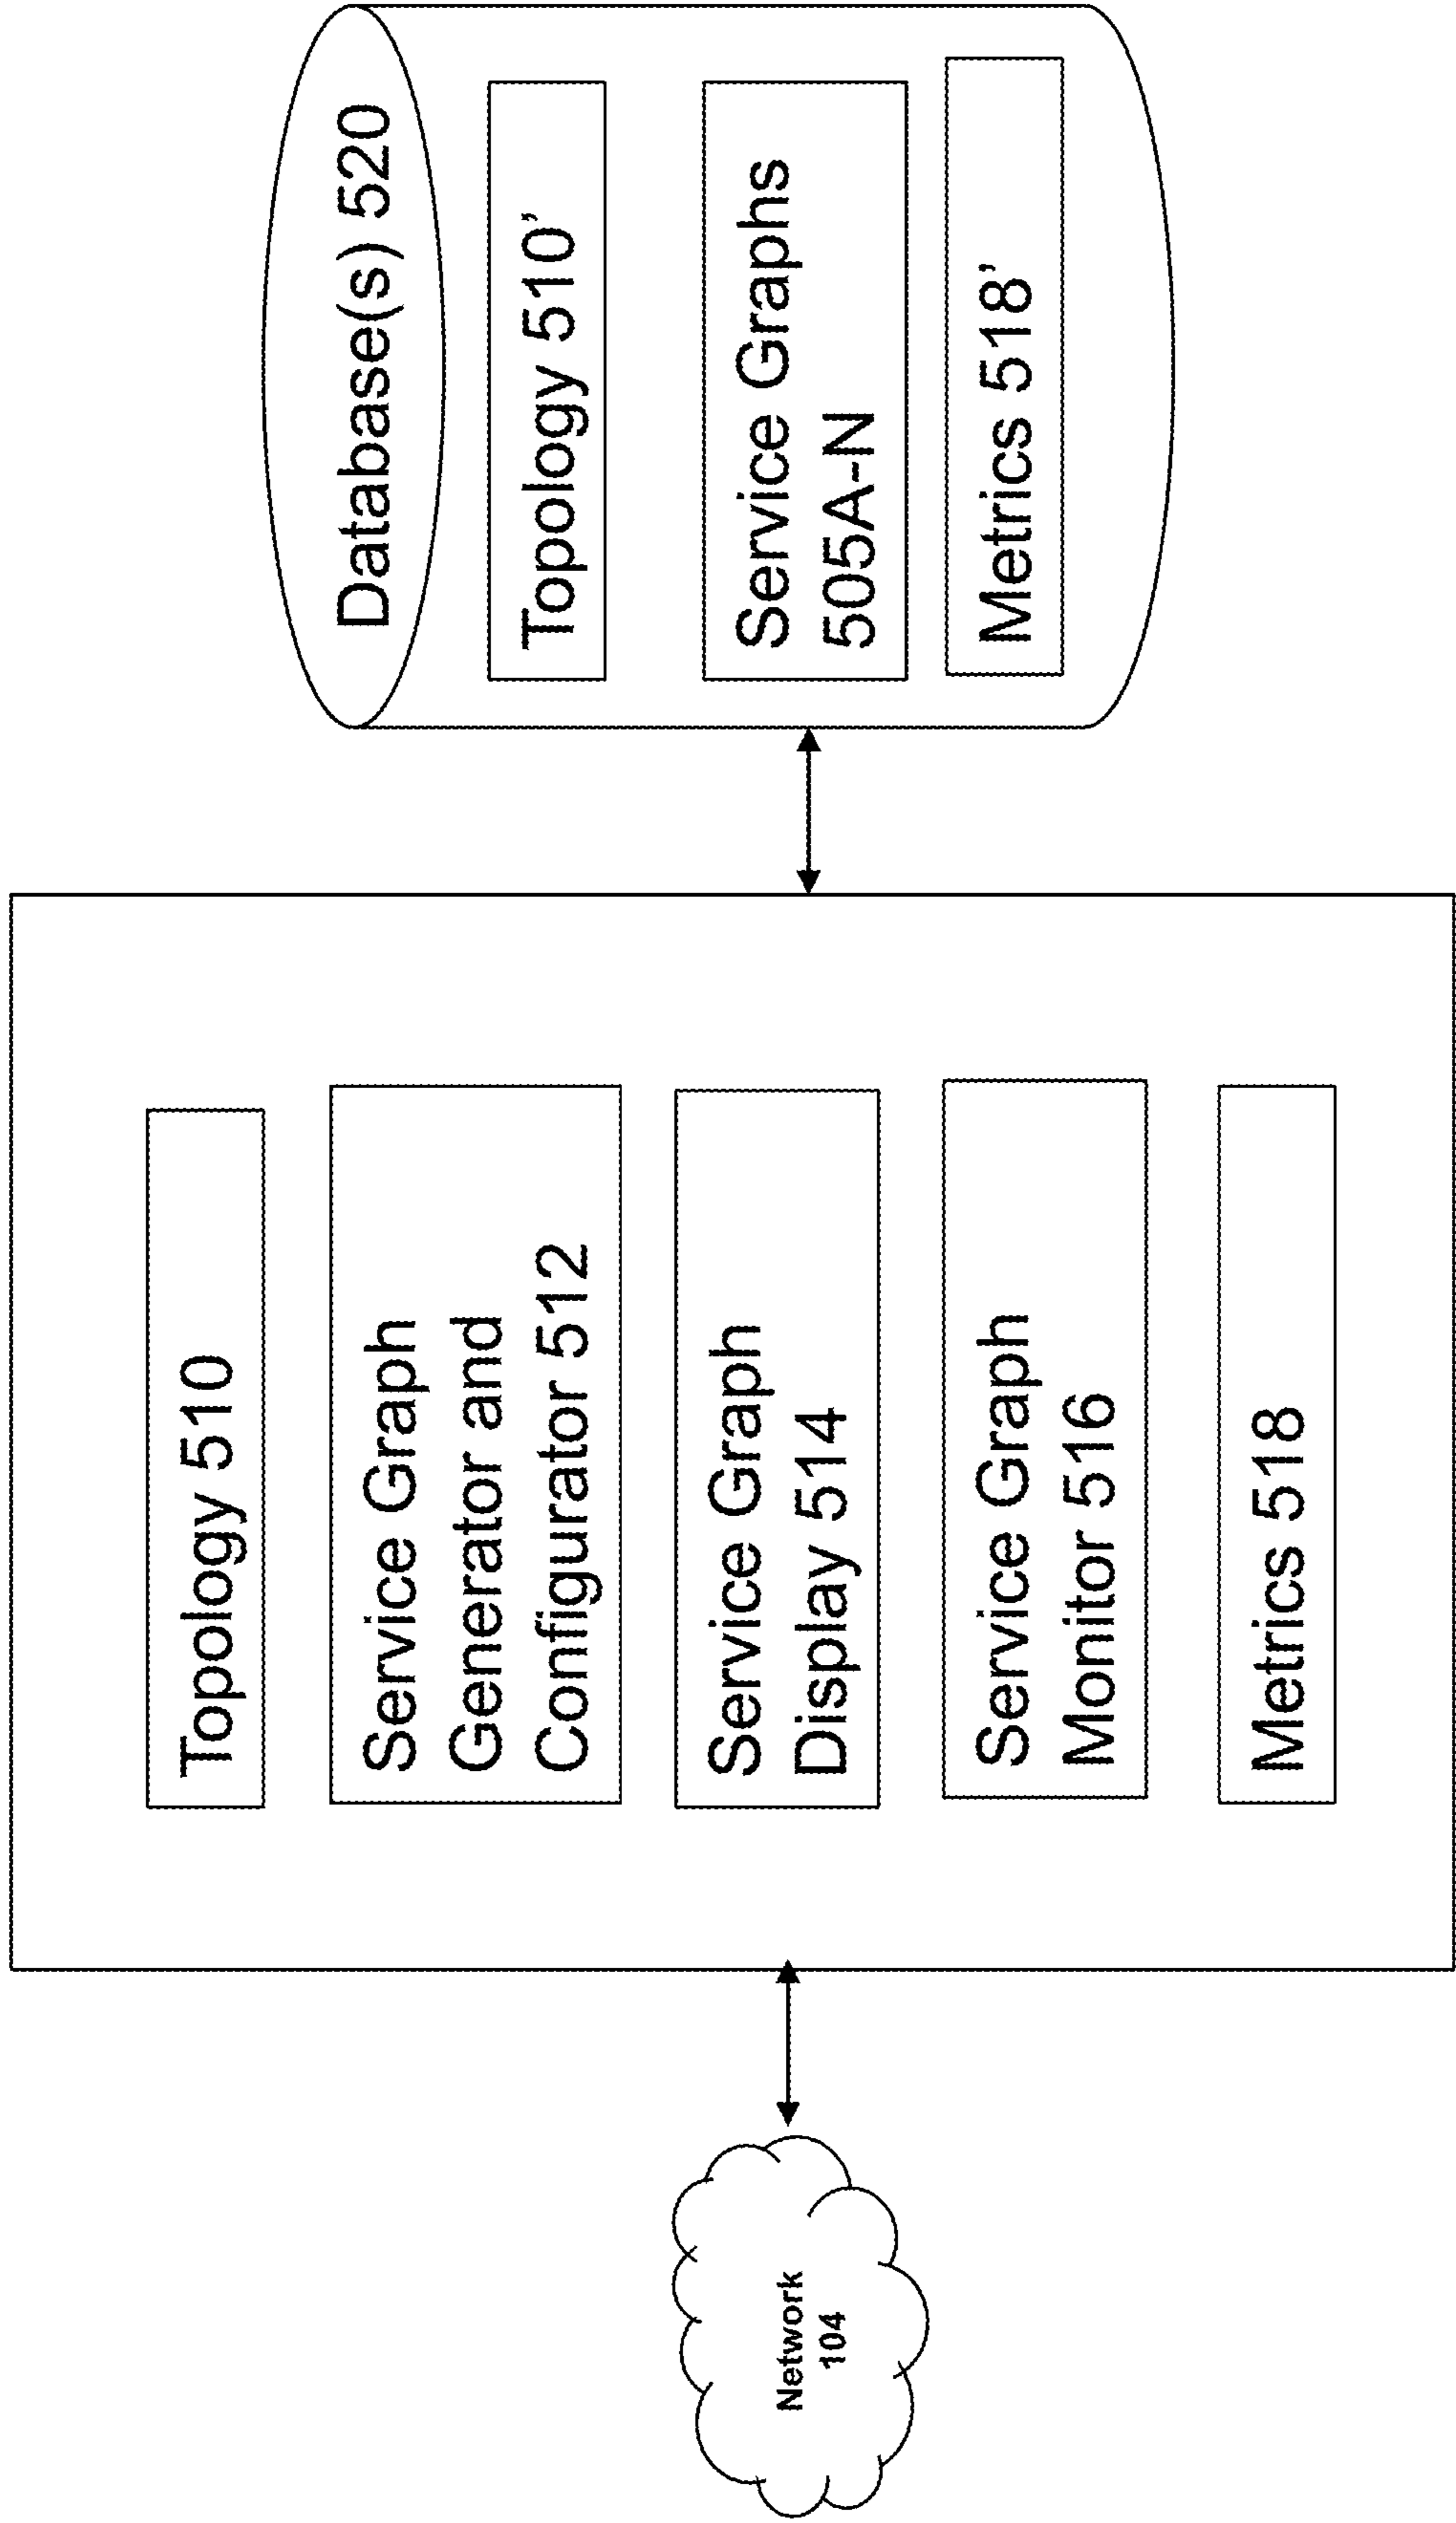 Network
104
Topology 510
Service Graph
Generator and
Configurator 512
Service Graph
Display 514
Service Graph
Monitor 516
Metrics 518
Database(s) 520
Topology 510’
Service Graphs
505A-N
Metrics 518’